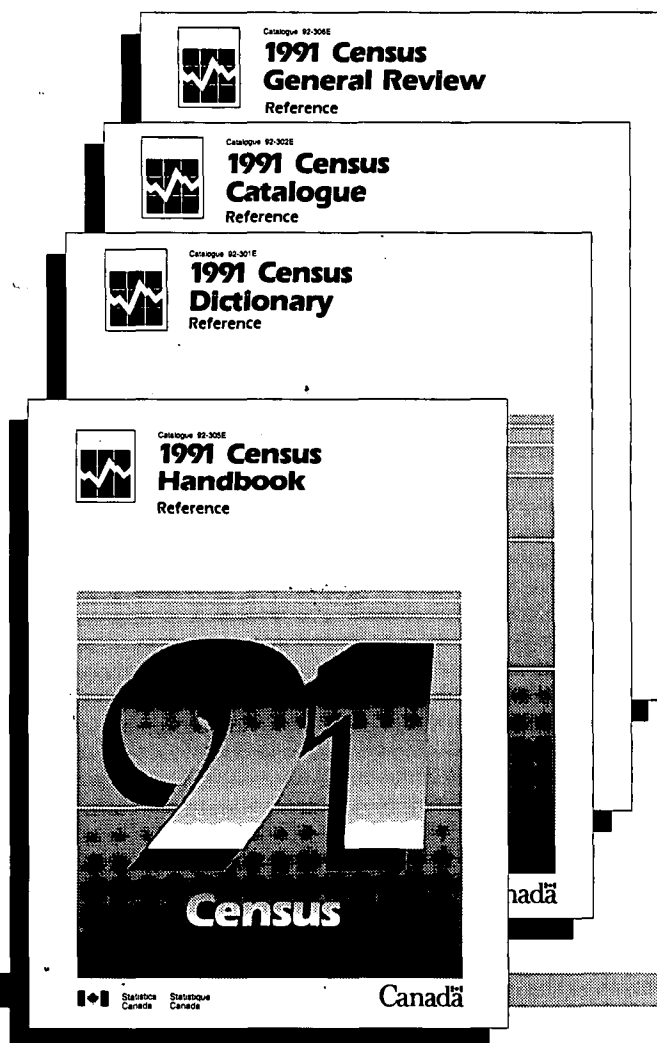 Catalogue 92-306E
1991 Census
General Review
Reference
Catalogue 92-302E
1991 Census
Catalogue
Reference
Catalogue 92-301E
1991 Census
Dictionary
Reference
Catalogue 92-305E
1991 Census
Handbook
Reference
91
Census
nada
Statistics Statistique
Canada Canada
Canada